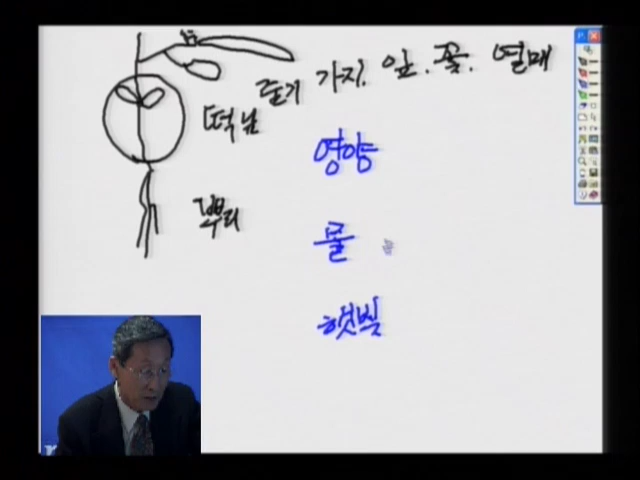 줄기 가지. 잎. 꽃. 열매
떡잎
영양
뿌리
물
햇빛